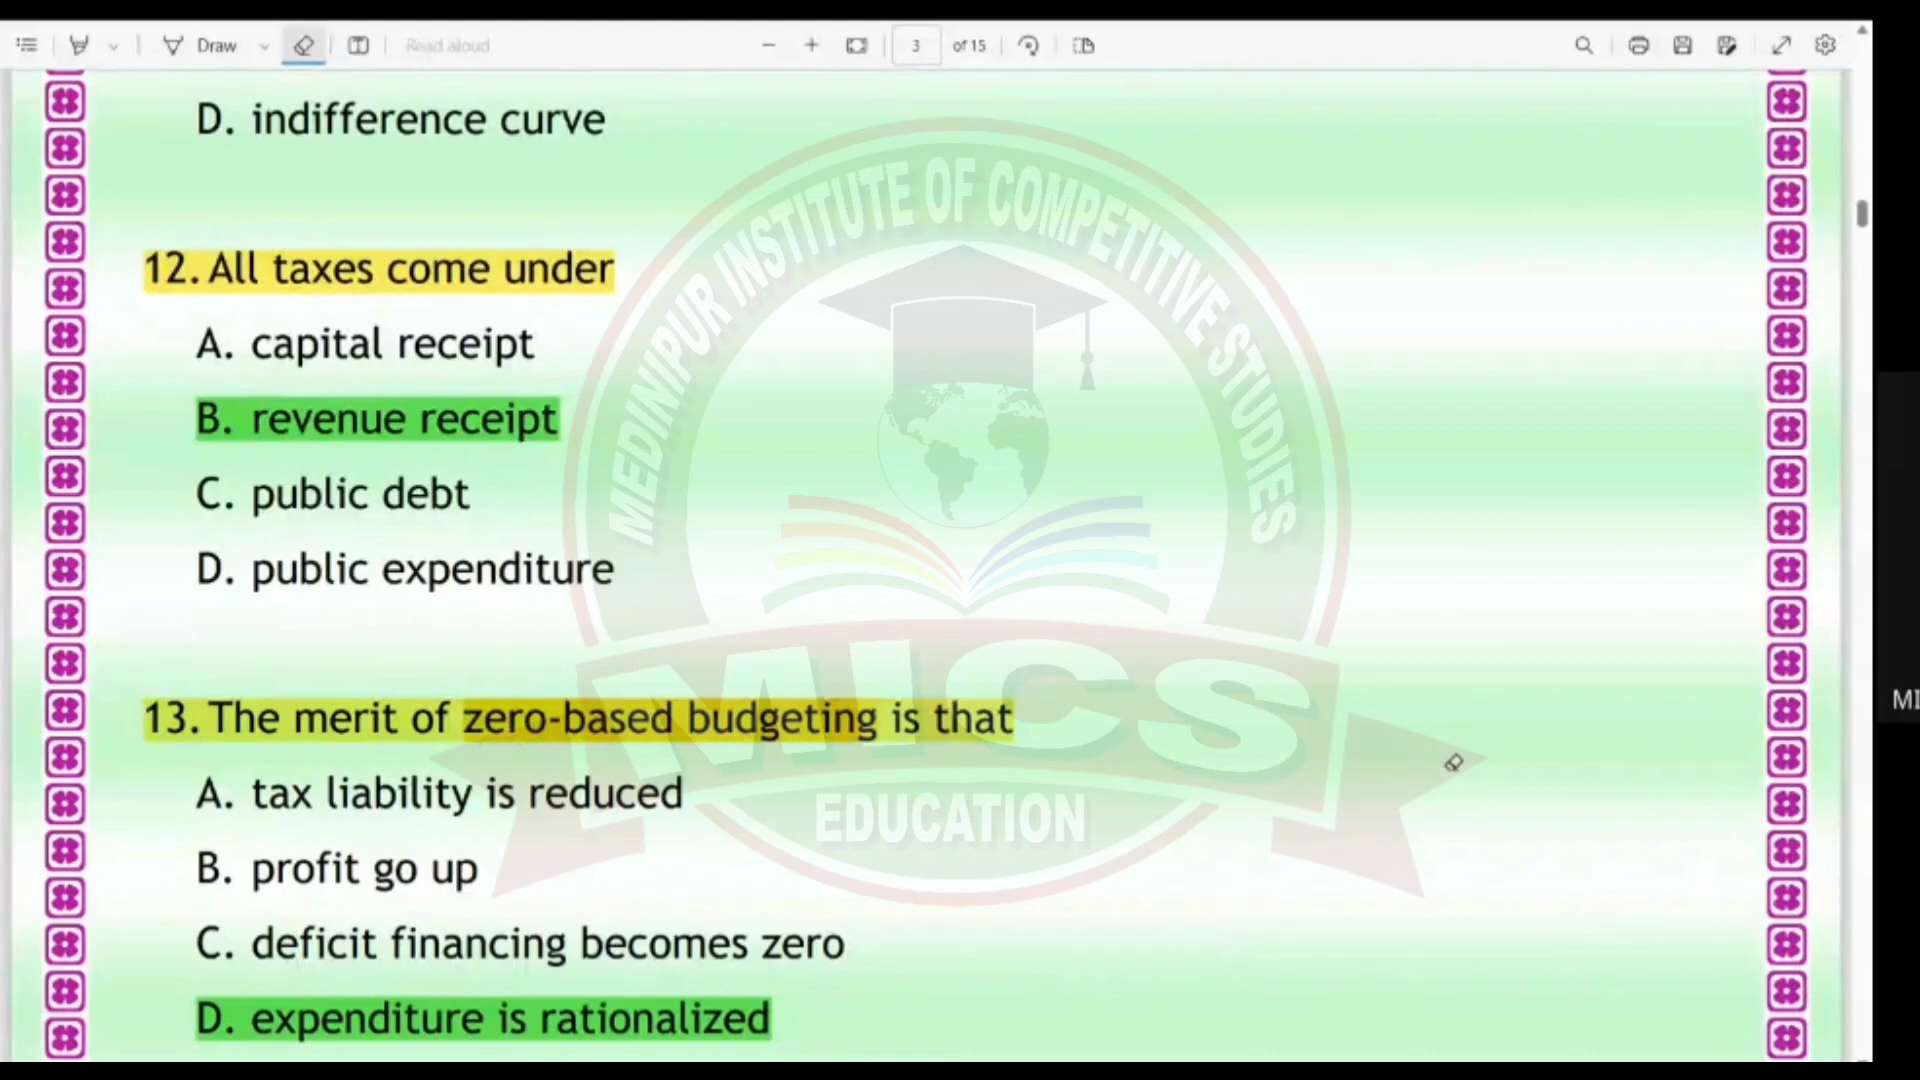 Draw
Read aloud
3 of 15
D. indifference curve
12. All taxes come under
A. capital receipt
B. revenue receipt
C. public debt
D. public expenditure
13. The merit of zero-based budgeting is that
A. tax liability is reduced
B. profit go up
C. deficit financing becomes zero
D. expenditure is rationalized
MEDINIPUR INSTITUTE OF COMPETITIVE STUDIES
MICS
EDUCATION
MI